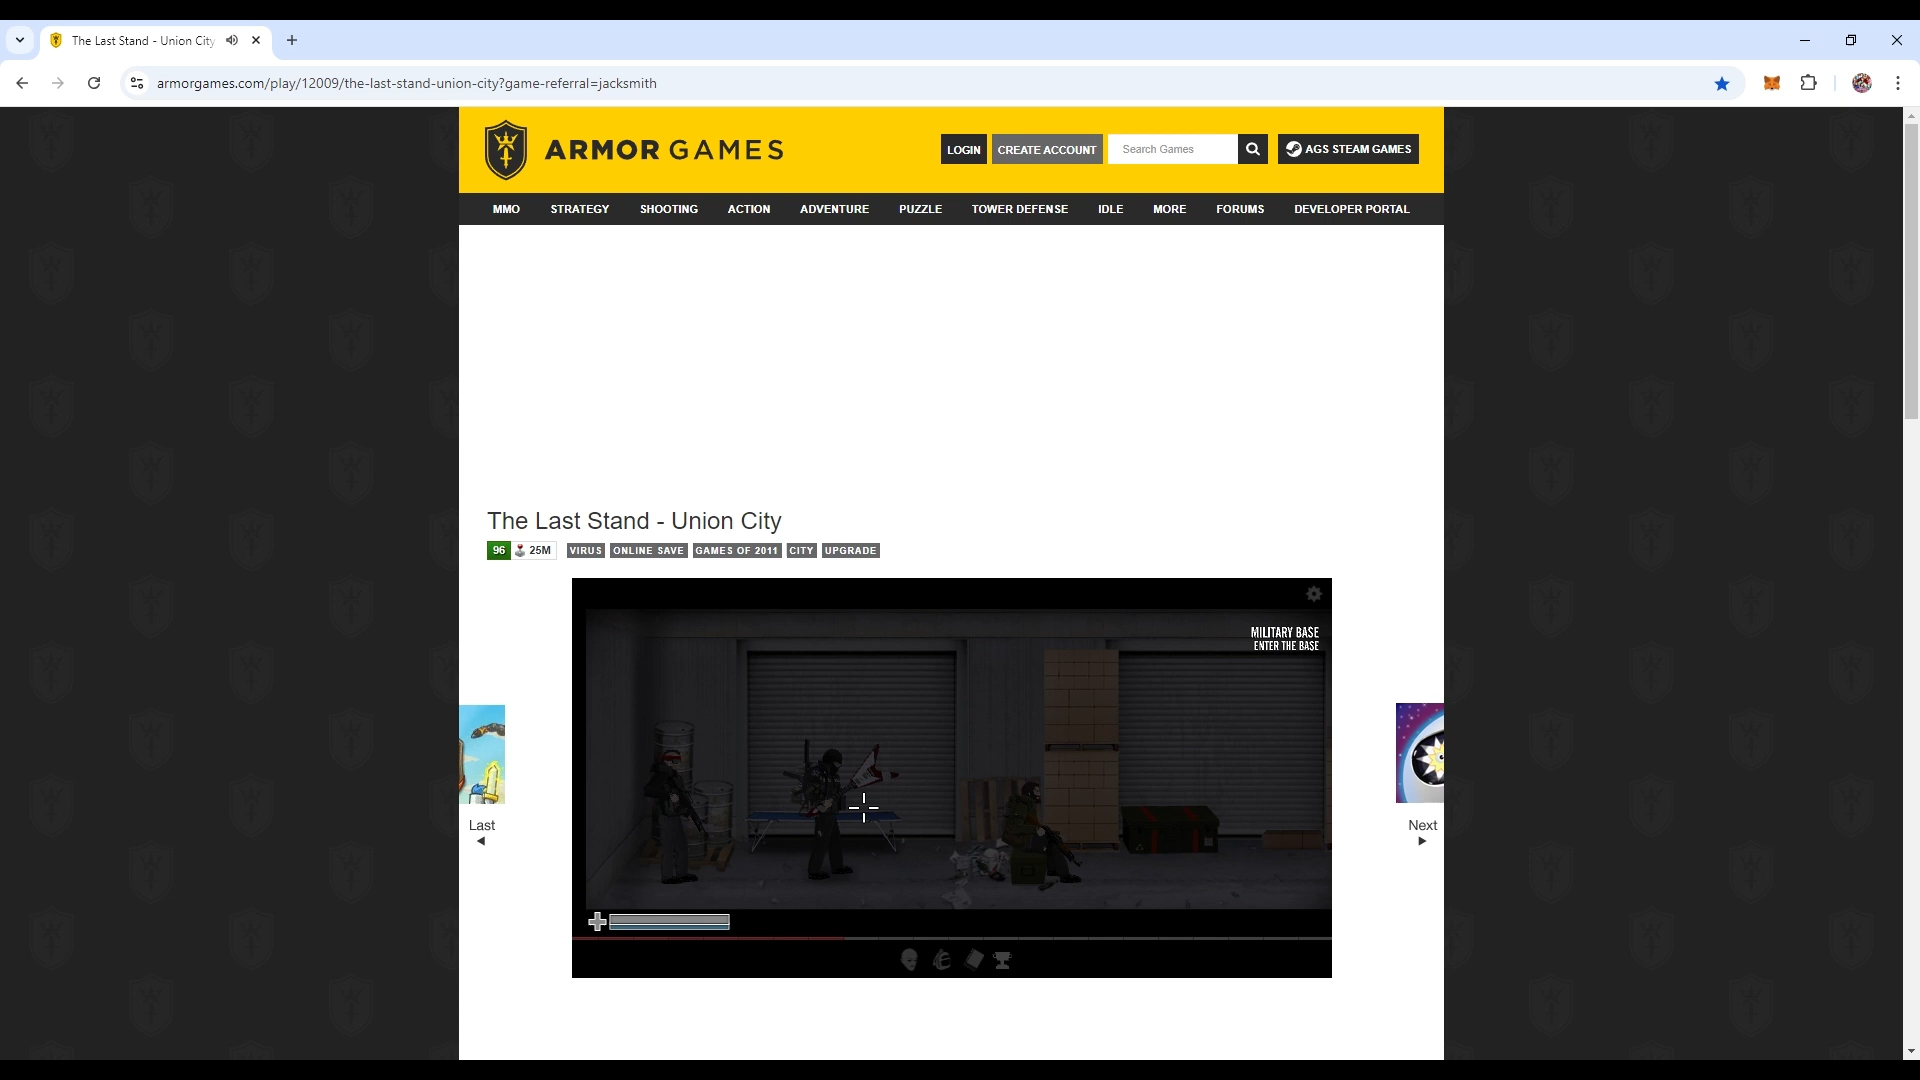 The Last Stand - Union City
armorgames.com/play/12009/the-last-stand-union-city?game-referral=jacksmith
ARMOR GAMES
LOGIN
CREATE ACCOUNT
Search Games
AGS STEAM GAMES
MMO
STRATEGY
SHOOTING
ACTION
ADVENTURE
PUZZLE
TOWER DEFENSE
IDLE
MORE
FORUMS
DEVELOPER PORTAL
The Last Stand - Union City
96
25M
VIRUS
ONLINE SAVE
GAMES OF 2011
CITY
UPGRADE
MILITARY BASE
ENTER THE BASE
Last
Next